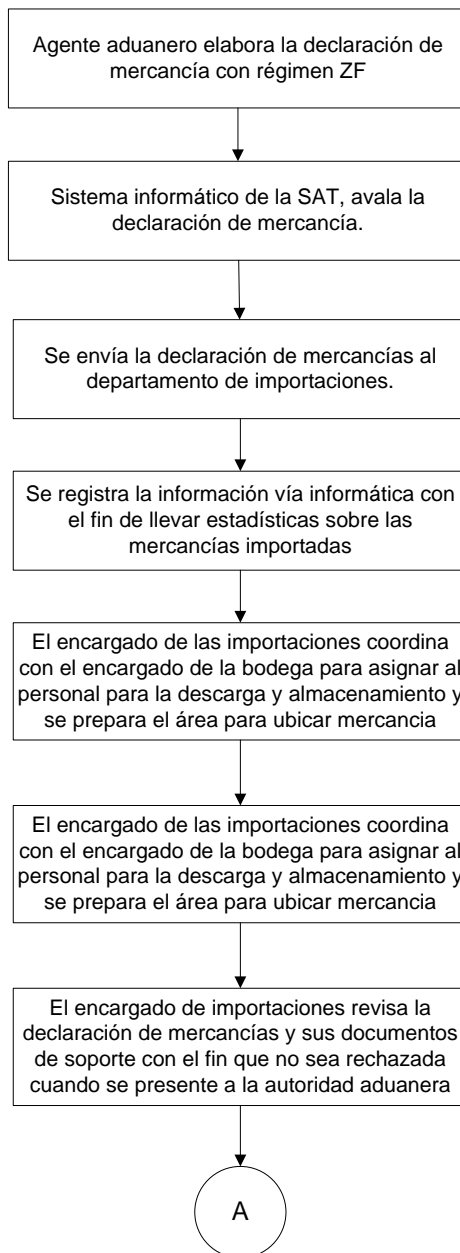 Agente aduanero elabora la declaración de
mercancía con régimen ZF
Sistema informático de la SAT, avala la
declaración de mercancía.
Se envía la declaración de mercancías al
departamento de importaciones.
Se registra la información vía informática con
el fin de llevar estadísticas sobre las
mercancías importadas
El encargado de las importaciones coordina
con el encargado de la bodega para asignar al
personal para la descarga y almacenamiento y
se prepara el área para ubicar mercancia
El encargado de las importaciones coordina
con el encargado de la bodega para asignar al
personal para la descarga y almacenamiento y
se prepara el área para ubicar mercancia
El encargado de importaciones revisa la
declaración de mercancías y sus documentos
de soporte con el fin que no sea rechazada
cuando se presente a la autoridad aduanera
A